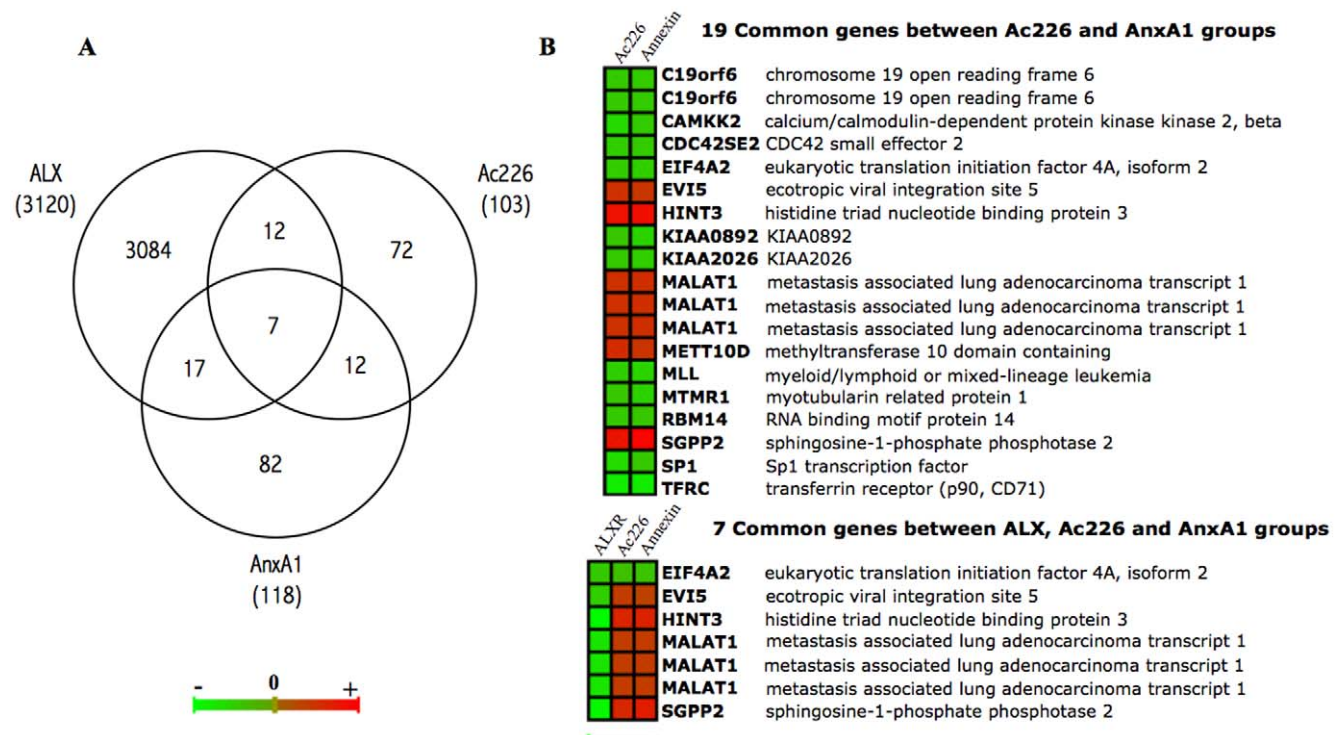 A
ALX
(3120)
Ac226
(103)
3084
12
72
7
17
12
82
AnxA1
(118)
- 0 +
B
Ac226 Annexin
19 Common genes between Ac226 and AnxA1 groups
C19orf6 chromosome 19 open reading frame 6
C19orf6 chromosome 19 open reading frame 6
CAMKK2 calcium/calmodulin-dependent protein kinase kinase 2, beta
CDC42SE2 CDC42 small effector 2
EIF4A2 eukaryotic translation initiation factor 4A, isoform 2
EVI5 ecotropic viral integration site 5
HINT3 histidine triad nucleotide binding protein 3
KIAA0892 KIAA0892
KIAA2026 KIAA2026
MALAT1 metastasis associated lung adenocarcinoma transcript 1
MALAT1 metastasis associated lung adenocarcinoma transcript 1
MALAT1 metastasis associated lung adenocarcinoma transcript 1
METT10D methyltransferase 10 domain containing
MLL myeloid/lymphoid or mixed-lineage leukemia
MTMR1 myotubularin related protein 1
RBM14 RNA binding motif protein 14
SGPP2 sphingosine-1-phosphate phosphotase 2
SP1 Sp1 transcription factor
TFRC transferrin receptor (p90, CD71)
ALXR Ac226 Annexin
7 Common genes between ALX, Ac226 and AnxA1 groups
EIF4A2 eukaryotic translation initiation factor 4A, isoform 2
EVI5 ecotropic viral integration site 5
HINT3 histidine triad nucleotide binding protein 3
MALAT1 metastasis associated lung adenocarcinoma transcript 1
MALAT1 metastasis associated lung adenocarcinoma transcript 1
MALAT1 metastasis associated lung adenocarcinoma transcript 1
SGPP2 sphingosine-1-phosphate phosphotase 2